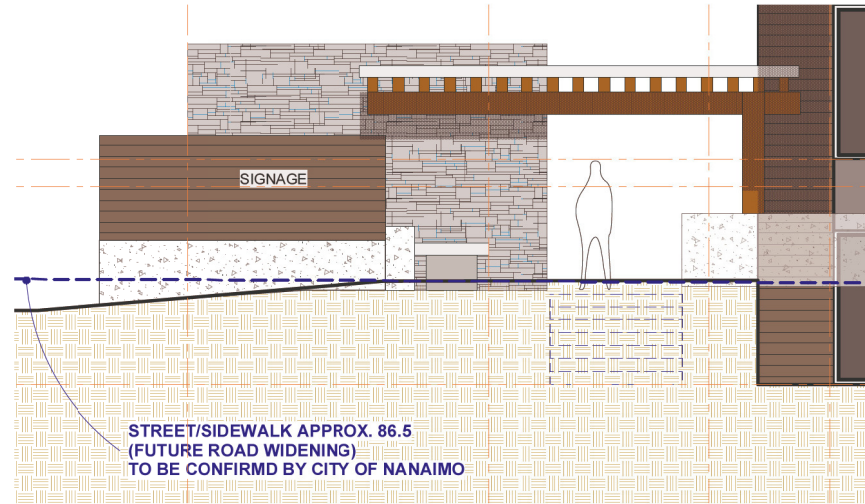 SIGNAGE
STREET/SIDEWALK APPROX. 86.5
(FUTURE ROAD WIDENING)
TO BE CONFIRMD BY CITY OF NANAIMO